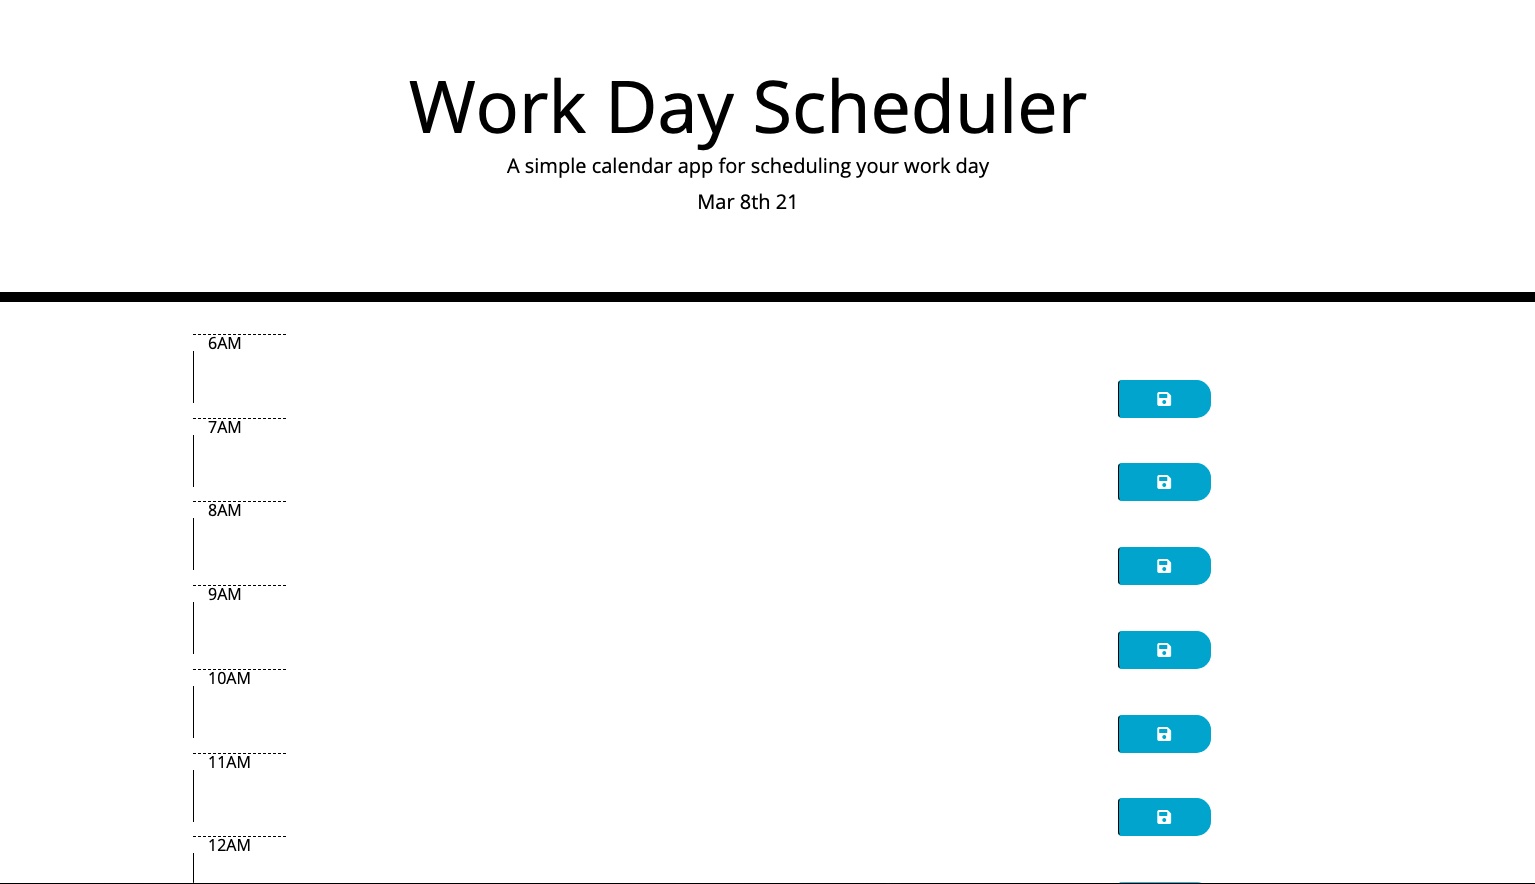 Work Day Scheduler
A simple calendar app for scheduling your work day
Mar 8th 21
6AM
7AM
8AM
9AM
10AM
11AM
12AM